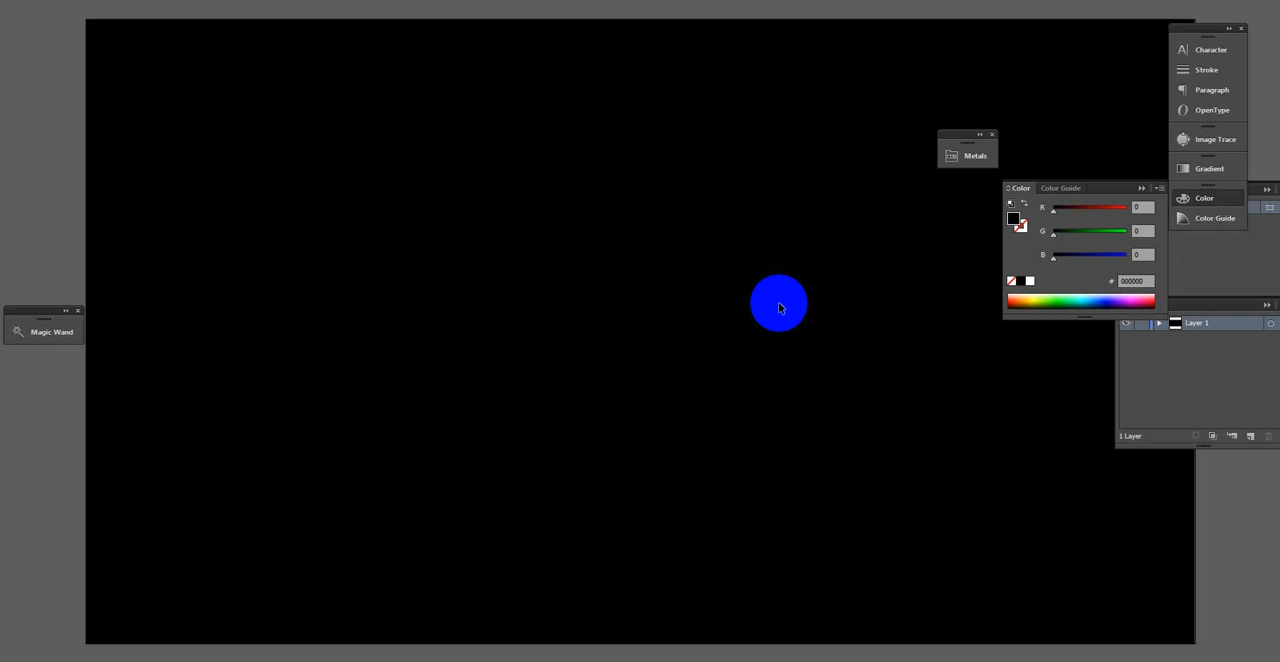 Character
Stroke
Paragraph
OpenType
Image Trace
Gradient
Color
Color Guide
Metals
Color
Color Guide
R 0
G 0
B 0
# 000000
Magic Wand
Layer 1
1 Layer